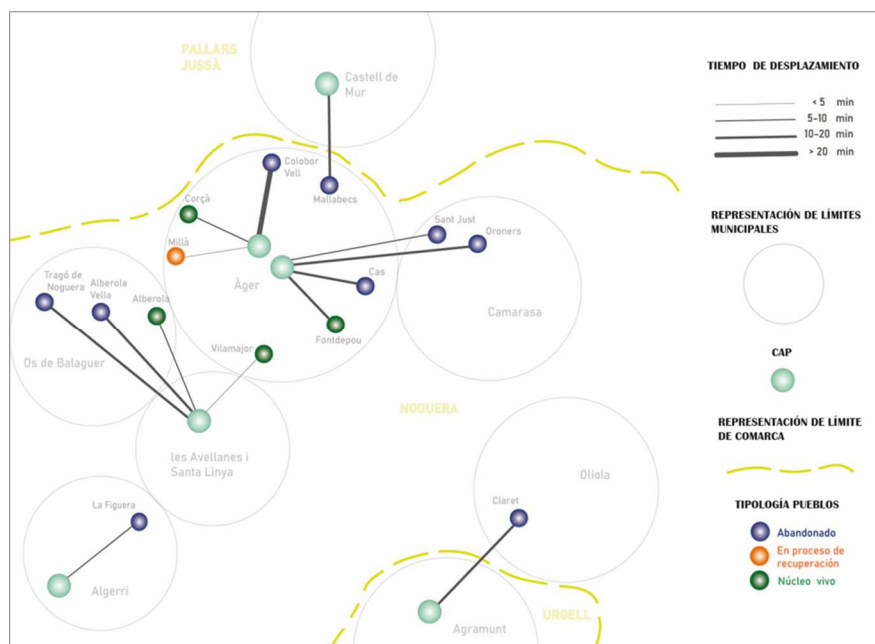 PALLARS
JUSSÀ
Castell de
Mur
Colobor
Vell
Mallabecs
Corçà
Millà
Àger
Sant Just
Oroners
Cas
Fontdepou
Camarasa
Tragó de
Noguera
Alberola
Vella
Alberola
Os de Balaguer
Vilamajor
les Avellanes i
Santa Linya
NOGUERA
Oliola
Claret
La Figuera
Algerri
URGELL
Agramunt
TIEMPO DE DESPLAZAMIENTO
< 5 min
5-10 min
10-20 min
> 20 min
REPRESENTACIÓN DE LÍMITES
MUNICIPALES
CAP
REPRESENTACIÓN DE LÍMITE
DE COMARCA
TIPOLOGÍA PUEBLOS
Abandonado
En proceso de
recuperación
Núcleo vivo